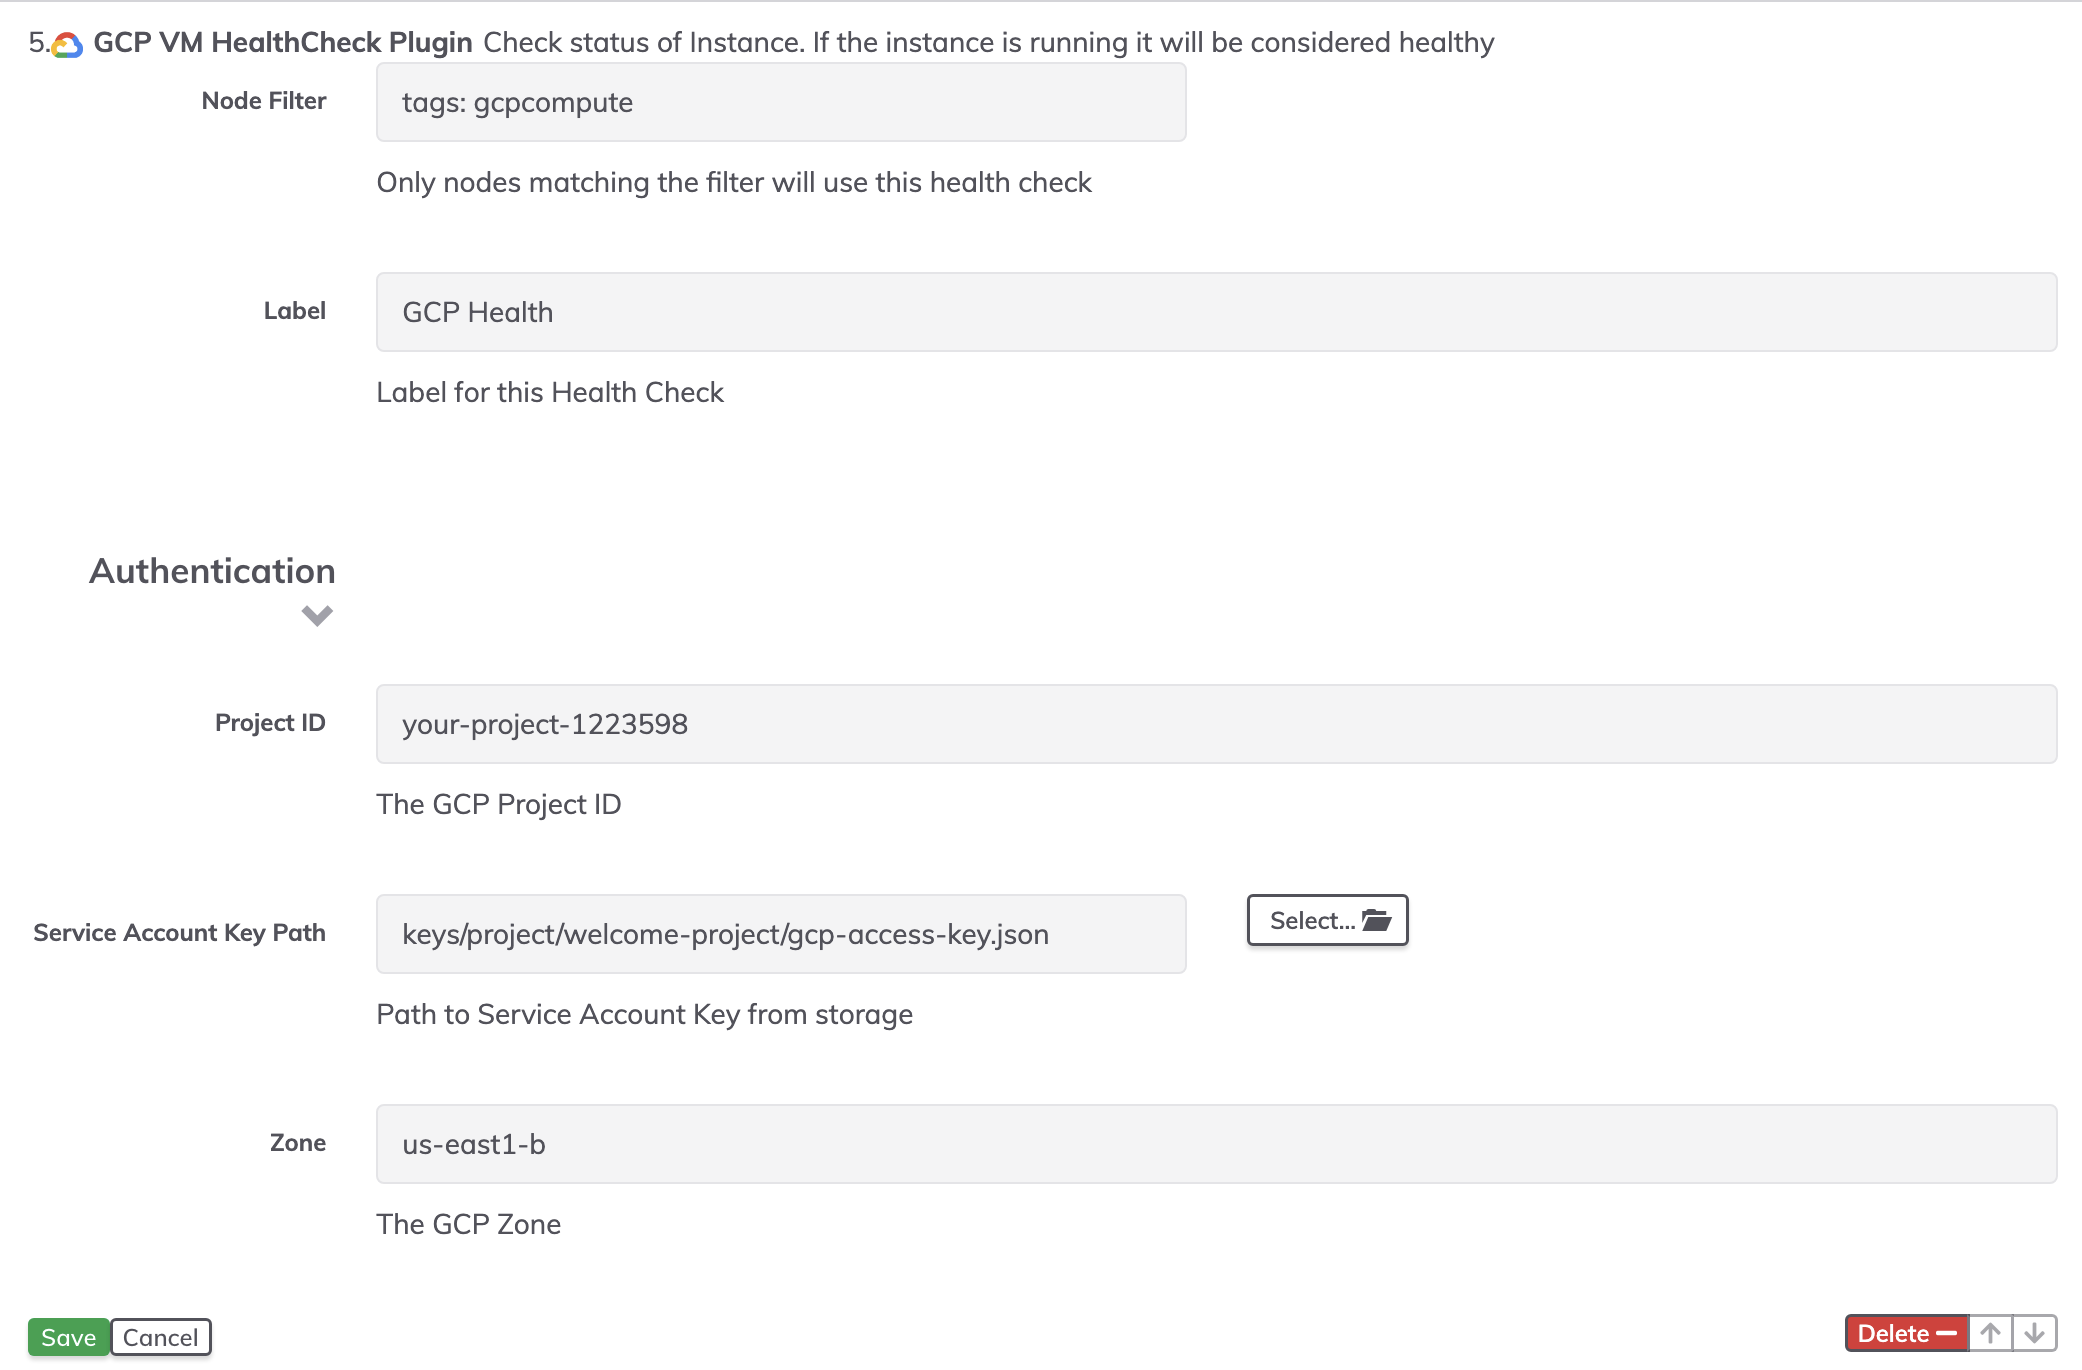 5. GCP VM HealthCheck Plugin Check status of Instance. If the instance is running it will be considered healthy
Node Filter tags: gcpcompute
Only nodes matching the filter will use this health check
Label GCP Health
Label for this Health Check
Authentication
Project ID your-project-1223598
The GCP Project ID
Service Account Key Path keys/project/welcome-project/gcp-access-key.json Select...
Path to Service Account Key from storage
Zone us-east1-b
The GCP Zone
Save Cancel Delete